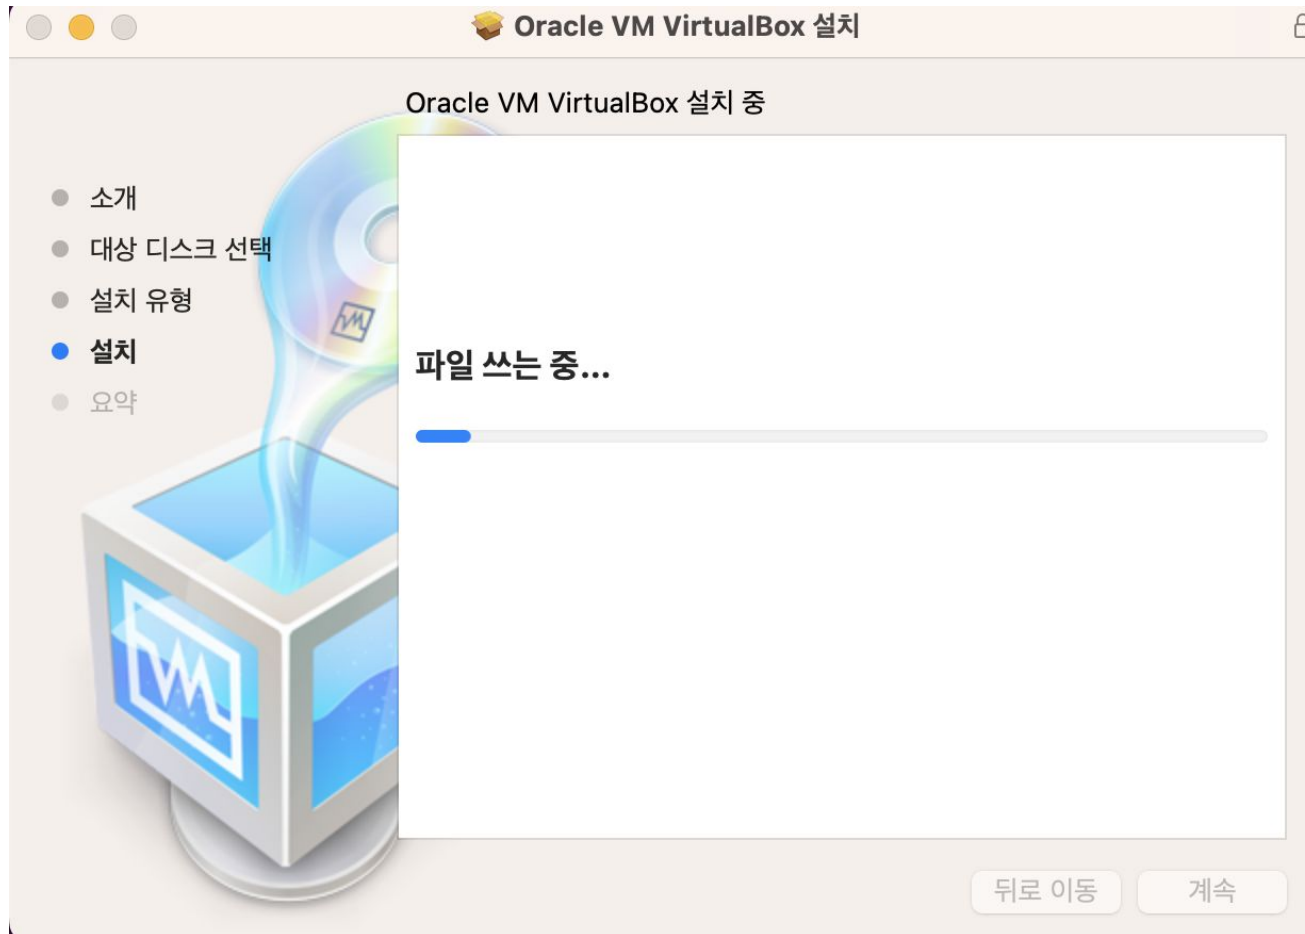 Oracle VM VirtualBox 설치
Oracle VM VirtualBox 설치 중
소개
대상 디스크 선택
설치 유형
설치
요약
파일 쓰는 중...
뒤로 이동
계속